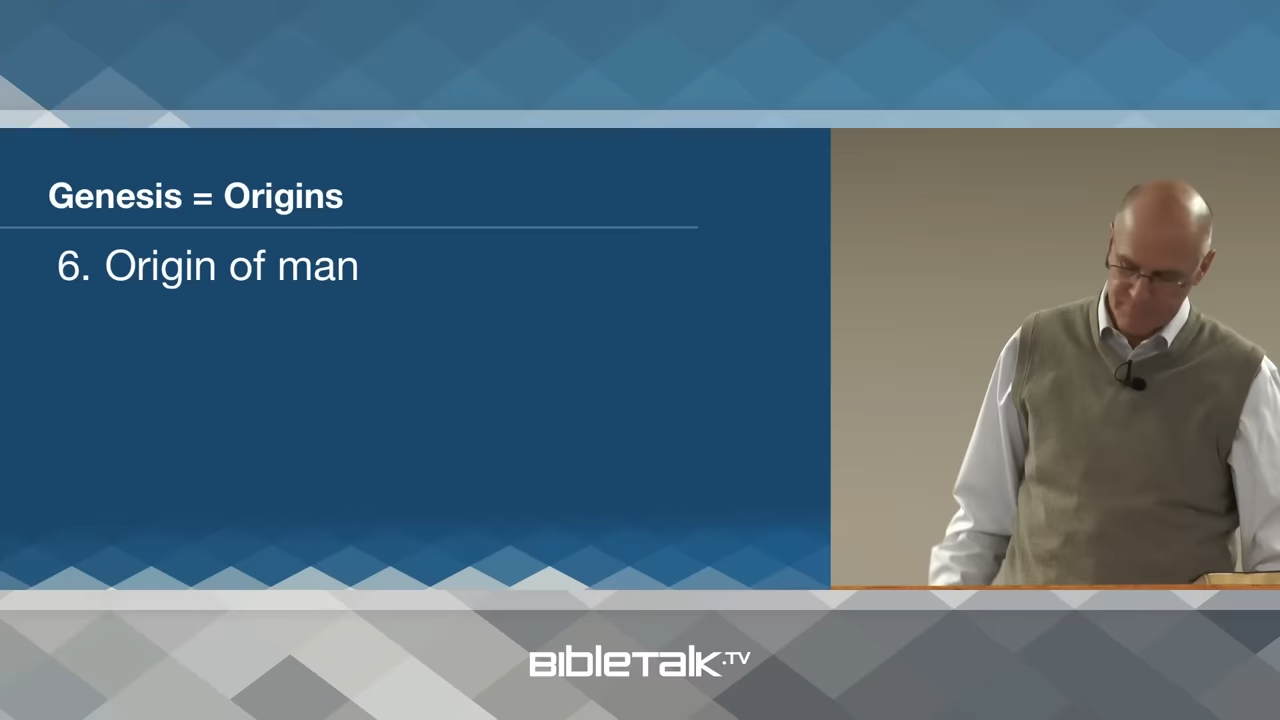 Genesis = Origins
6. Origin of man
BIBLETALK.TV